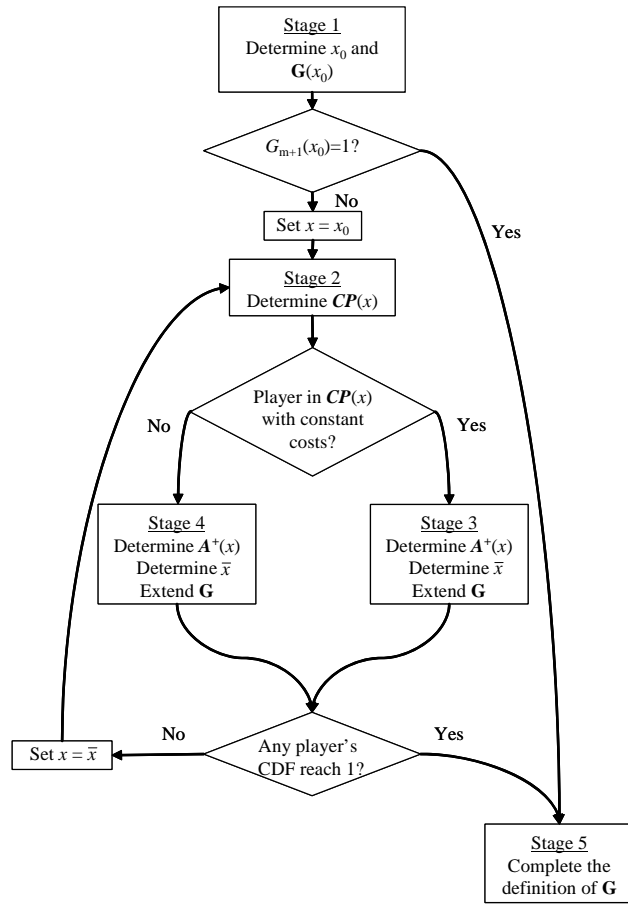 Stage 1
Determine x₀ and
G(x₀)
Gₘ₊₁(x₀)=1?
No
Yes
Set x = x₀
Stage 2
Determine CP(x)
Player in CP(x)
with constant
costs?
No
Yes
Stage 4
Determine A⁺(x)
Determine x̅
Extend G
Stage 3
Determine A⁺(x)
Determine x̅
Extend G
No
Yes
Set x = x̅
Any player's
CDF reach 1?
Stage 5
Complete the
definition of G